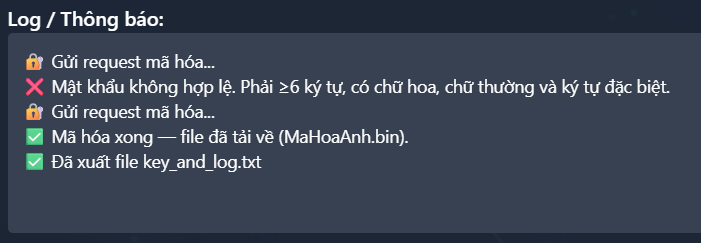 Log / Thông báo:
🔐 Gửi request mã hóa...
❌ Mật khẩu không hợp lệ. Phải ≥6 ký tự, có chữ hoa, chữ thường và ký tự đặc biệt.
🔐 Gửi request mã hóa...
✅ Mã hóa xong — file đã tải về (MaHoaAnh.bin).
✅ Đã xuất file key_and_log.txt